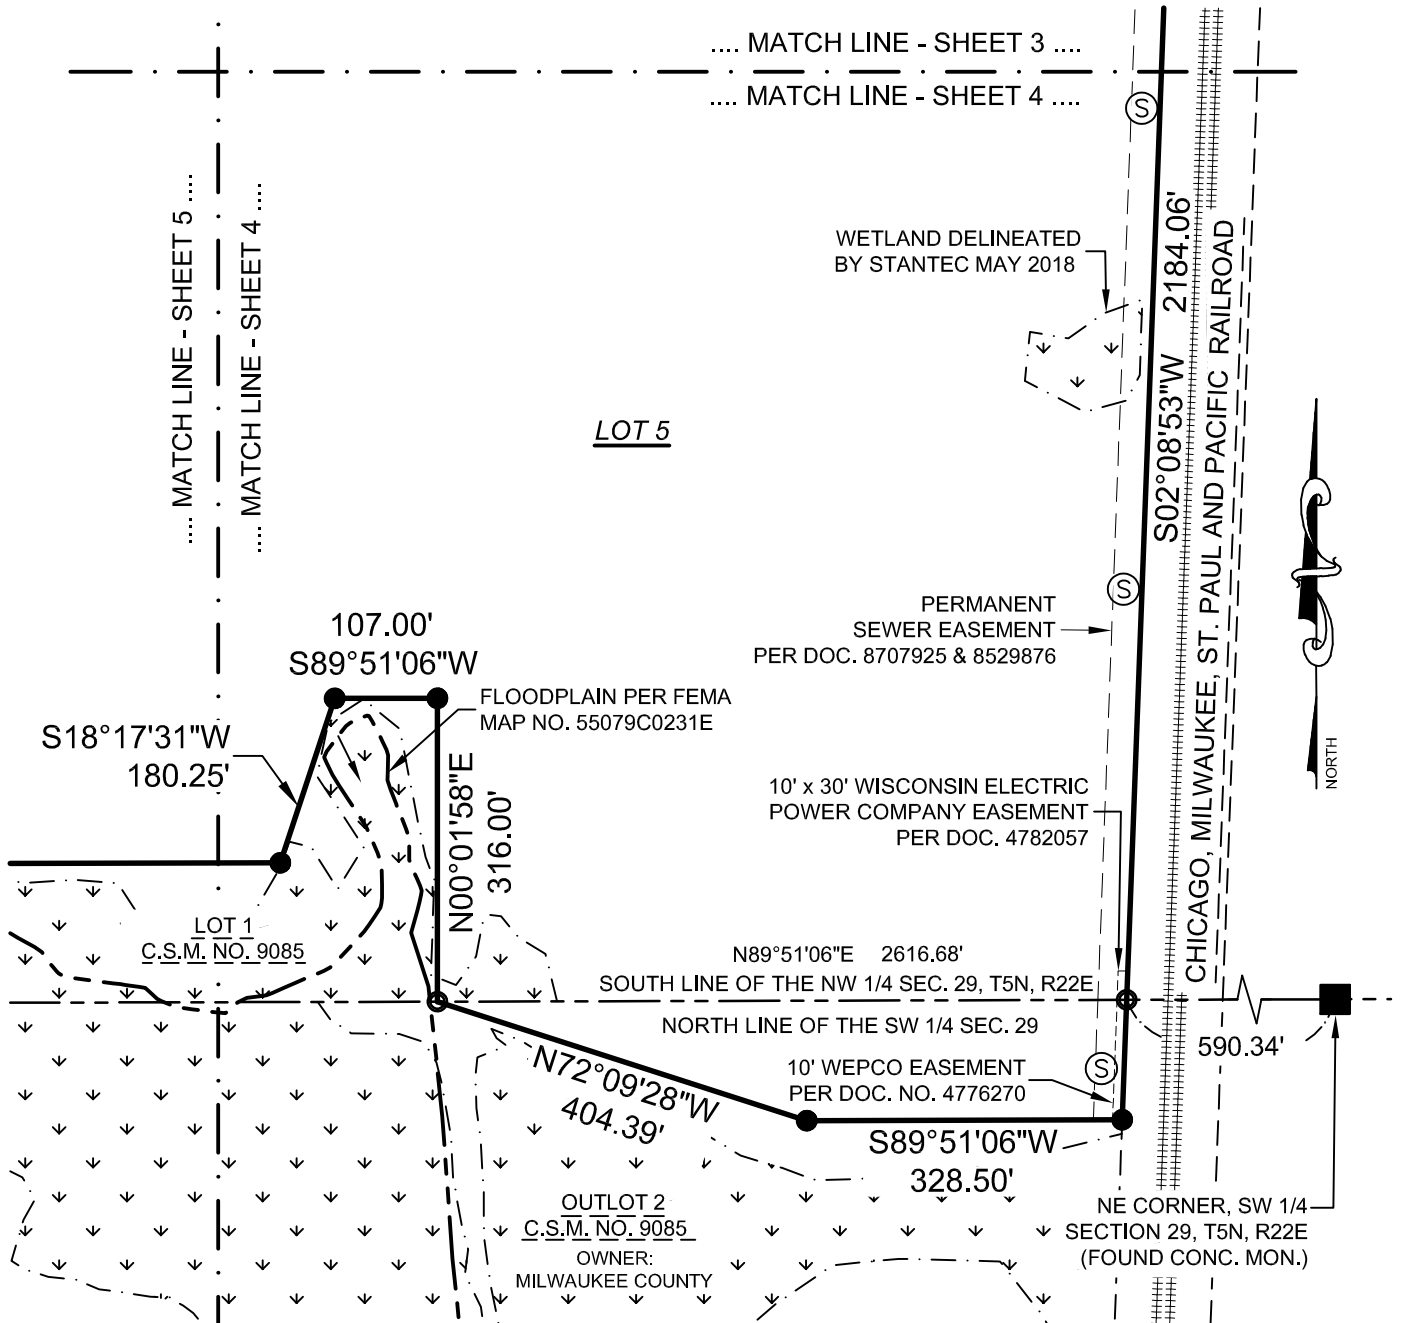 .... MATCH LINE - SHEET 3 ....
.... MATCH LINE - SHEET 4 ....
.... MATCH LINE - SHEET 5 ....
.... MATCH LINE - SHEET 4 ....
S
WETLAND DELINEATED
BY STANTEC MAY 2018
S02°08'53"W 2184.06'
CHICAGO, MILWAUKEE, ST. PAUL AND PACIFIC RAILROAD
LOT 5
S
PERMANENT
SEWER EASEMENT
PER DOC. 8707925 & 8529876
NORTH
107.00'
S89°51'06"W
FLOODPLAIN PER FEMA
MAP NO. 55079C0231E
S18°17'31"W
180.25'
N00°01'58"E
316.00'
10' x 30' WISCONSIN ELECTRIC
POWER COMPANY EASEMENT
PER DOC. 4782057
LOT 1
C.S.M. NO. 9085
N89°51'06"E 2616.68'
SOUTH LINE OF THE NW 1/4 SEC. 29, T5N, R22E
NORTH LINE OF THE SW 1/4 SEC. 29
590.34'
N72°09'28"W
404.39'
10' WEPCO EASEMENT
PER DOC. NO. 4776270
S
S89°51'06"W
328.50'
OUTLOT 2
C.S.M. NO. 9085
OWNER:
MILWAUKEE COUNTY
NE CORNER, SW 1/4
SECTION 29, T5N, R22E
(FOUND CONC. MON.)